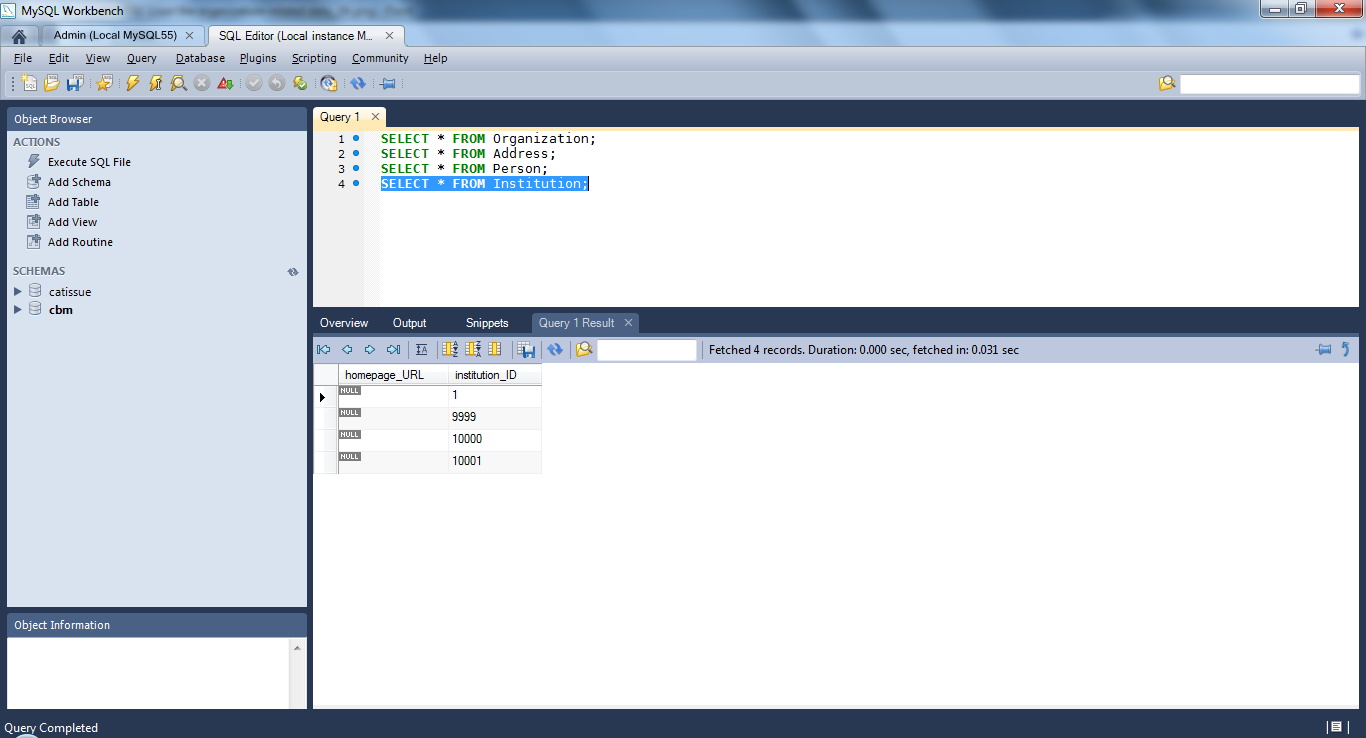 MySQL Workbench
Admin (Local MySQL55)
SQL Editor (Local instance M...
File Edit View Query Database Plugins Scripting Community Help
Object Browser
ACTIONS
Execute SQL File
Add Schema
Add Table
Add View
Add Routine
SCHEMAS
catissue
cbm
Object Information
Query 1
1 SELECT * FROM Organization;
2 SELECT * FROM Address;
3 SELECT * FROM Person;
4 SELECT * FROM Institution;
Overview Output Snippets Query 1 Result
Fetched 4 records. Duration: 0.000 sec, fetched in: 0.031 sec
homepage_URL institution_ID
NULL 1
NULL 9999
NULL 10000
NULL 10001
Query Completed